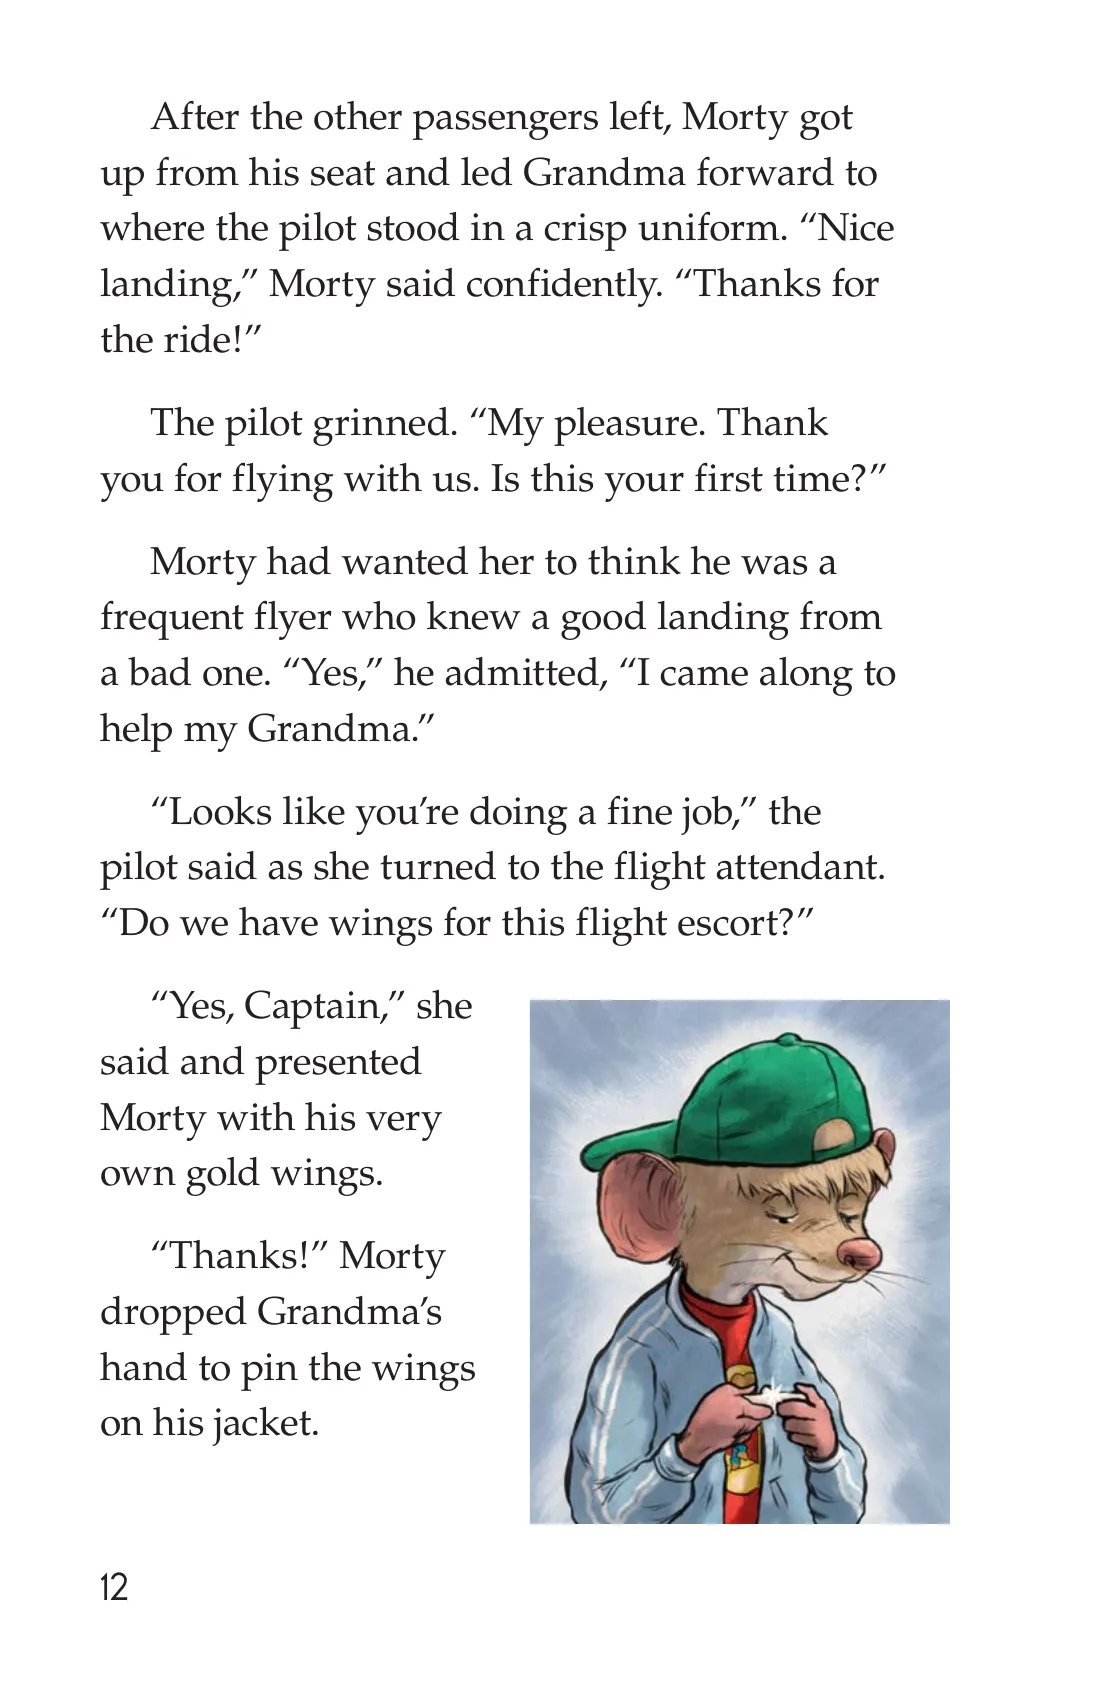 After the other passengers left, Morty got
up from his seat and led Grandma forward to
where the pilot stood in a crisp uniform. “Nice
landing,” Morty said confidently. “Thanks for
the ride!”
The pilot grinned. “My pleasure. Thank
you for flying with us. Is this your first time?”
Morty had wanted her to think he was a
frequent flyer who knew a good landing from
a bad one. “Yes,” he admitted, “I came along to
help my Grandma.”
“Looks like you’re doing a fine job,” the
pilot said as she turned to the flight attendant.
“Do we have wings for this flight escort?”
“Yes, Captain,” she
said and presented
Morty with his very
own gold wings.
“Thanks!” Morty
dropped Grandma’s
hand to pin the wings
on his jacket.
12